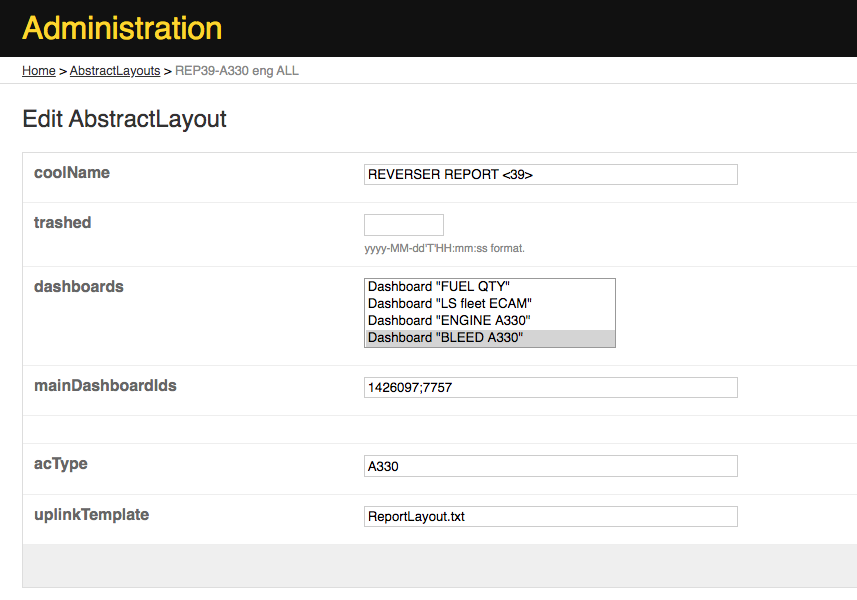 Administration
Home > AbstractLayouts > REP39-A330 eng ALL
Edit AbstractLayout
coolName
REVERSER REPORT <39>
trashed
yyyy-MM-dd'T'HH:mm:ss format.
dashboards
Dashboard "FUEL QTY"
Dashboard "LS fleet ECAM"
Dashboard "ENGINE A330"
Dashboard "BLEED A330"
mainDashboardIds
1426097;7757
acType
A330
uplinkTemplate
ReportLayout.txt